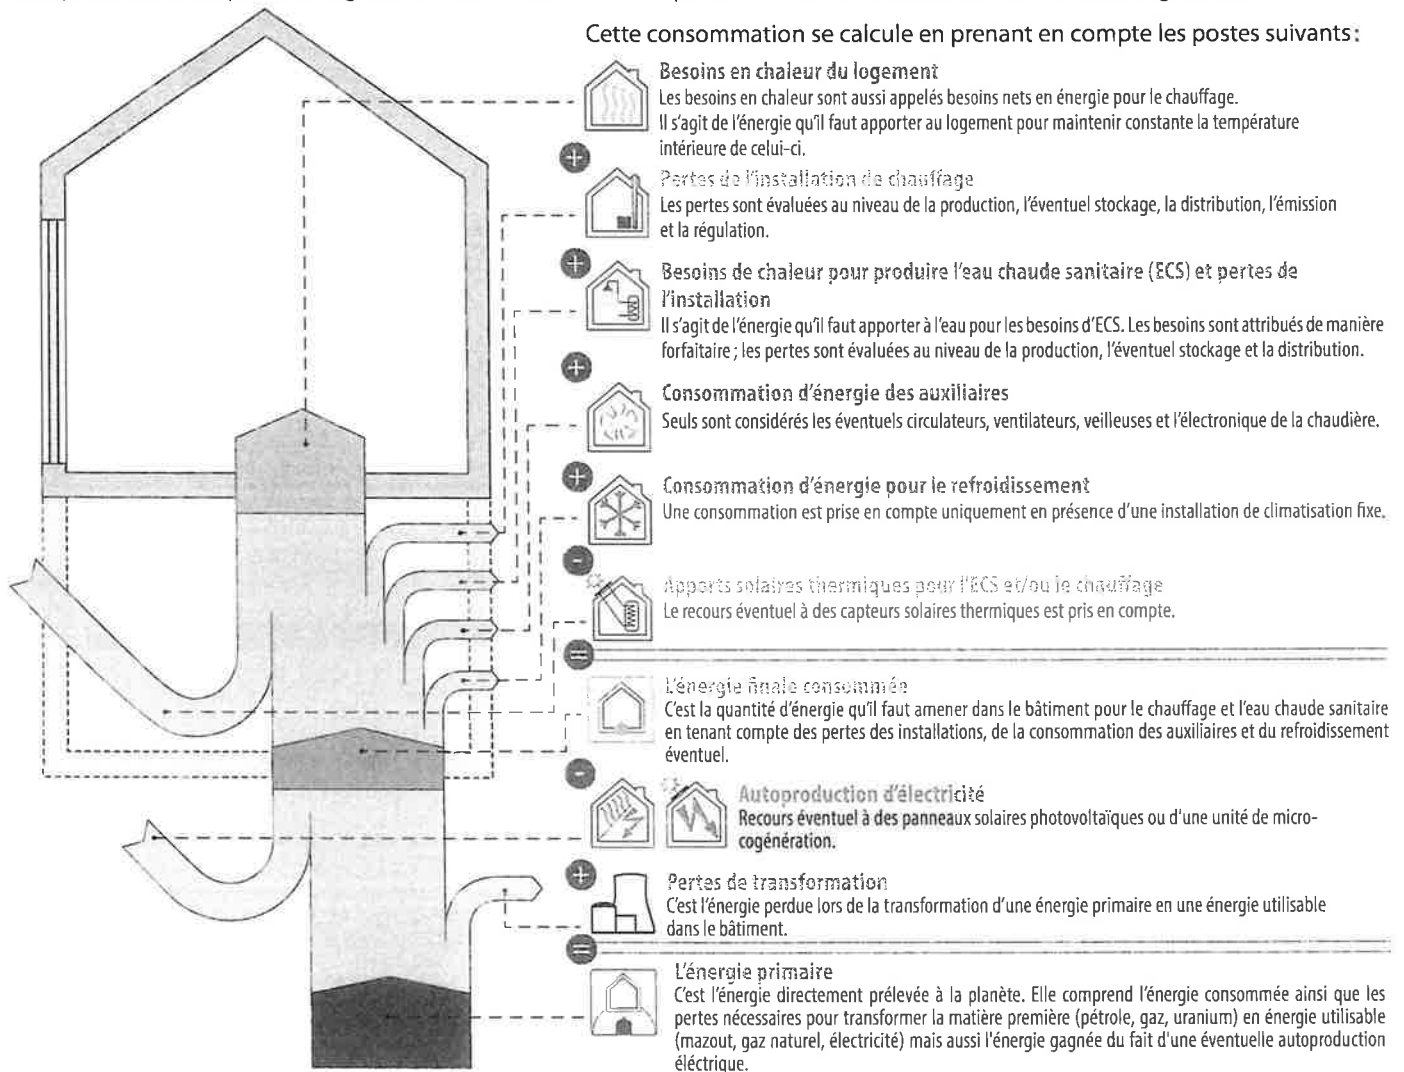 Cette consommation se calcule en prenant en compte les postes suivants :
Besoins en chaleur du logement
Les besoins en chaleur sont aussi appelés besoins nets en énergie pour le chauffage.
Il s'agit de l'énergie qu'il faut apporter au logement pour maintenir constante la température
intérieure de celui-ci.
+
Pertes de l'installation de chauffage
Les pertes sont évaluées au niveau de la production, l'éventuel stockage, la distribution, l'émission
et la régulation.
+
Besoins de chaleur pour produire l'eau chaude sanitaire (ECS) et pertes de
l'installation
Il s'agit de l'énergie qu'il faut apporter à l'eau pour les besoins d'ECS. Les besoins sont attribués de manière
forfaitaire ; les pertes sont évaluées au niveau de la production, l'éventuel stockage et la distribution.
+
Consommation d'énergie des auxiliaires
Seuls sont considérés les éventuels circulateurs, ventilateurs, veilleuses et l'électronique de la chaudière.
+
Consommation d'énergie pour le refroidissement
Une consommation est prise en compte uniquement en présence d'une installation de climatisation fixe.
-
Apports solaires thermiques pour l'ECS et/ou le chauffage
Le recours éventuel à des capteurs solaires thermiques est pris en compte.
=
L'énergie finale consommée
C'est la quantité d'énergie qu'il faut amener dans le bâtiment pour le chauffage et l'eau chaude sanitaire
en tenant compte des pertes des installations, de la consommation des auxiliaires et du refroidissement
éventuel.
-
Autoproduction d'électricité
Recours éventuel à des panneaux solaires photovoltaïques ou d'une unité de micro-
cogénération.
+
Pertes de transformation
C'est l'énergie perdue lors de la transformation d'une énergie primaire en une énergie utilisable
dans le bâtiment.
=
L'énergie primaire
C'est l'énergie directement prélevée à la planète. Elle comprend l'énergie consommée ainsi que les
pertes nécessaires pour transformer la matière première (pétrole, gaz, uranium) en énergie utilisable
(mazout, gaz naturel, électricité) mais aussi l'énergie gagnée du fait d'une éventuelle autoproduction
éléctrique.